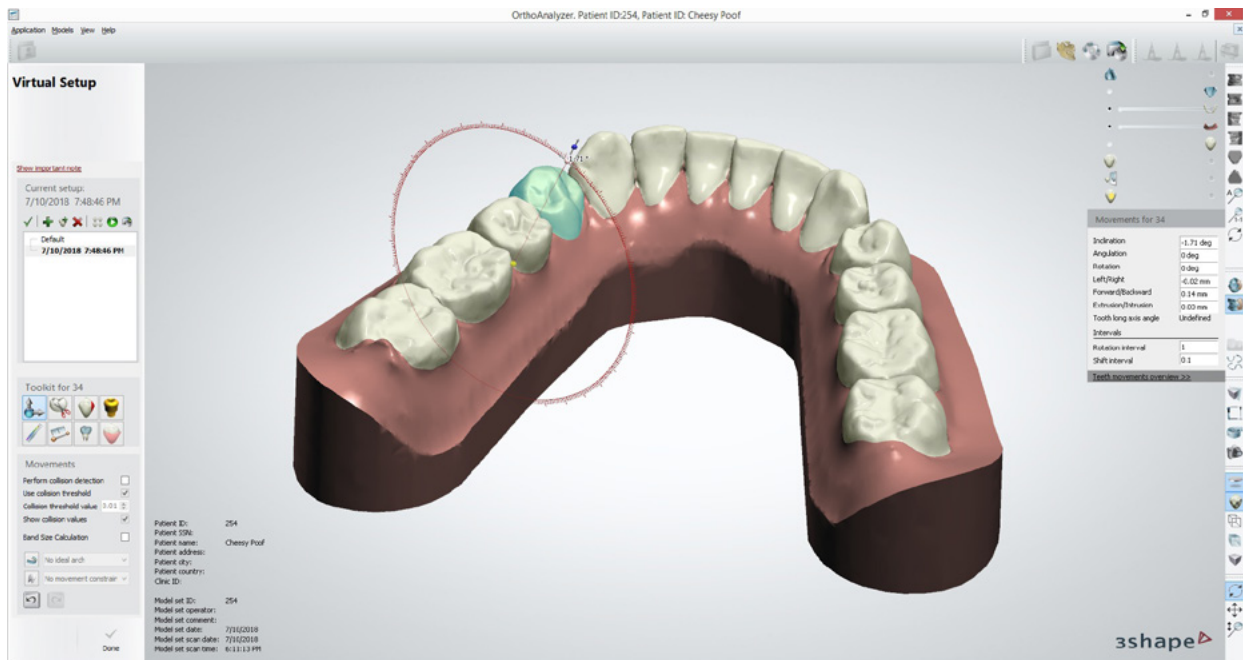 OrthoAnalyzer. Patient ID:254, Patient ID: Cheesy Poof
Application Models View Help
Virtual Setup
Show important note
Current setup:
7/10/2018 7:48:46 PM
Default
7/10/2018 7:48:46 PM
Toolkit for 34
Movements
Perform collision detection
Use collision threshold
Collision threshold value 0.01
Show collision values
Band Size Calculation
No ideal arch
No movement constrair
Done
-1.71 °
Patient ID: 254
Patient SSN:
Patient name: Cheesy Poof
Patient address:
Patient city:
Patient country:
Clinic ID:
Model set ID: 254
Model set operator:
Model set comment:
Model set date: 7/10/2018
Model set scan date: 7/10/2018
Model set scan time: 6:11:13 PM
Movements for 34
Inclination -1.71 deg
Angulation 0 deg
Rotation 0 deg
Left/Right -0.02 mm
Forward/Backward 0.14 mm
Extrusion/Intrusion 0.03 mm
Tooth long axis angle Undefined
Intervals
Rotation interval 1
Shift interval 0.1
Teeth movements overview >>
3shape